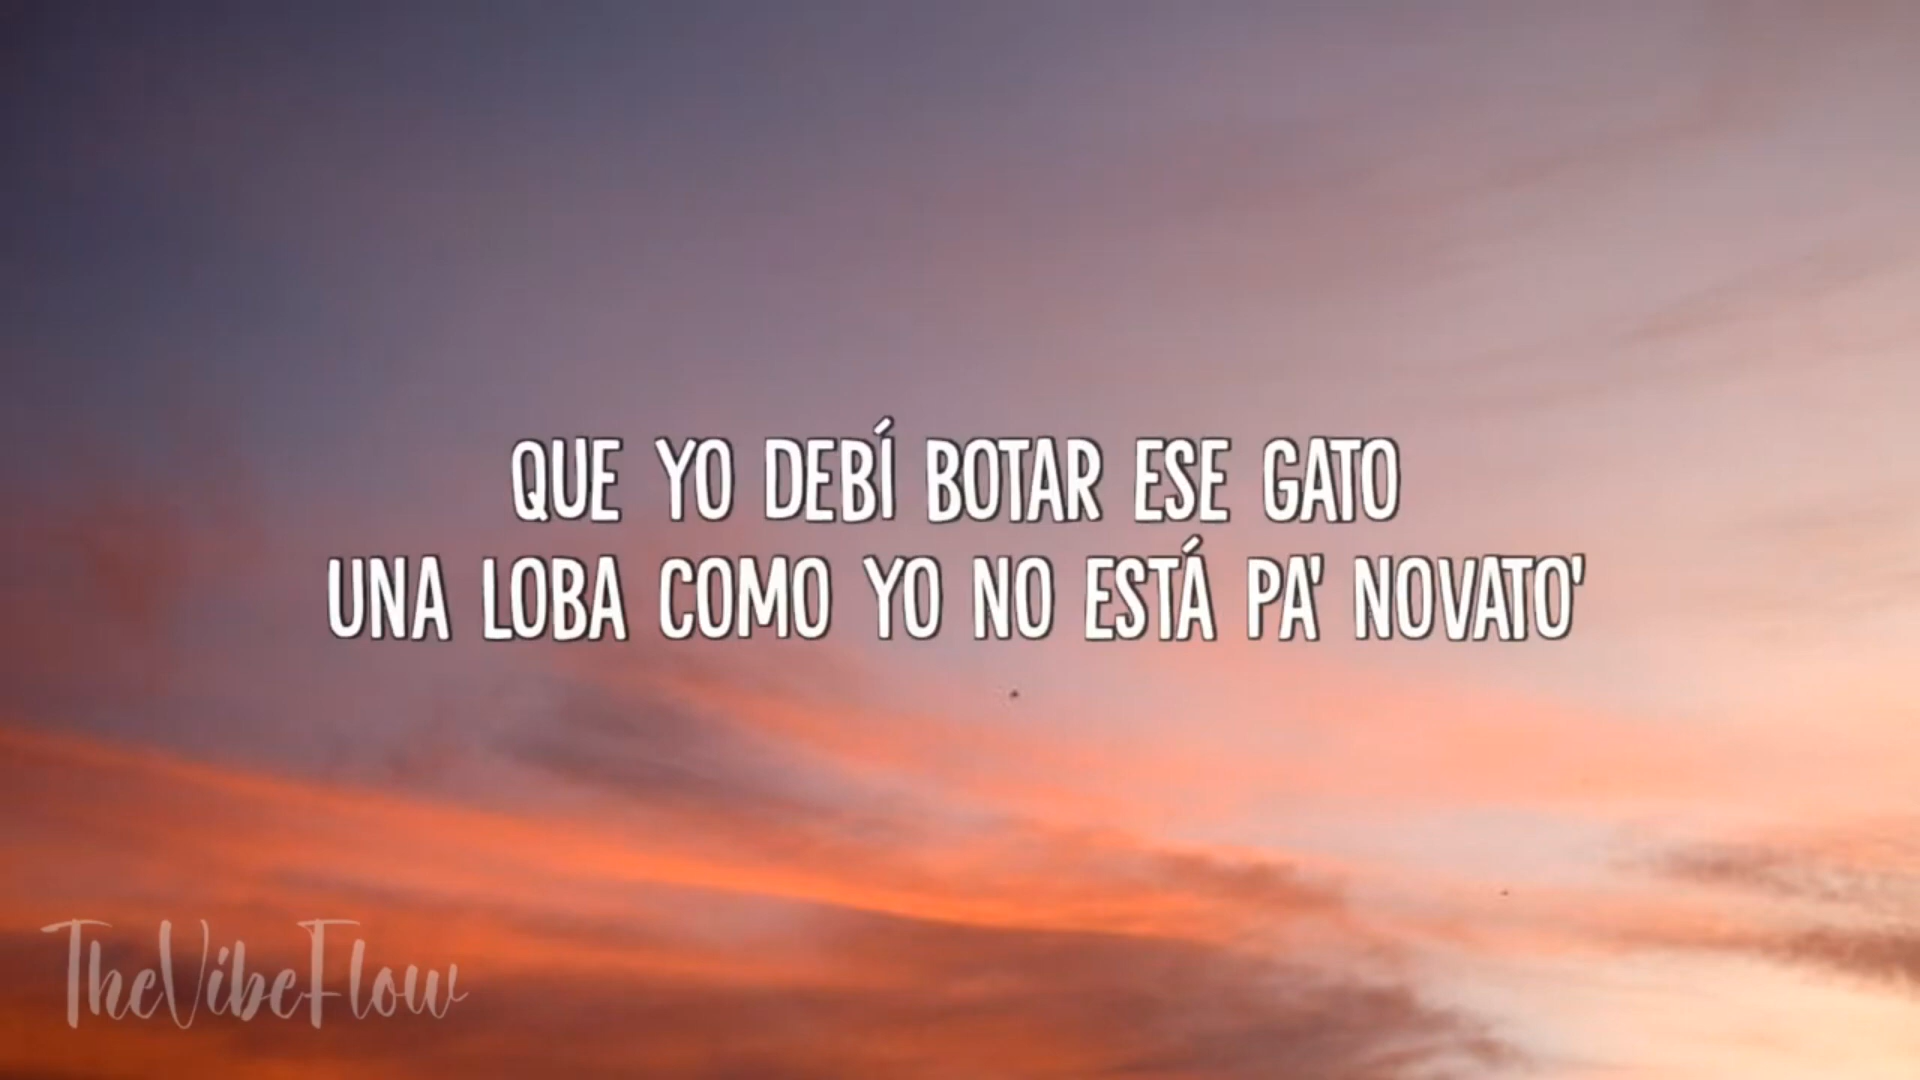 QUE YO DEBÍ BOTAR ESE GATO
UNA LOBA COMO YO NO ESTÁ PA' NOVATO'
TheVibeFlow